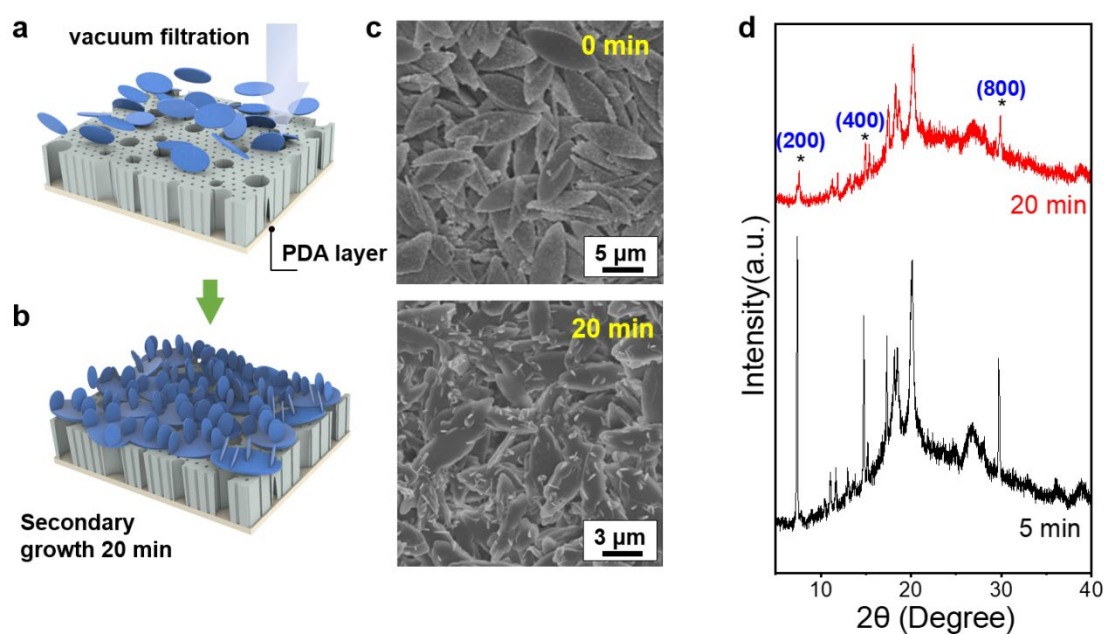 a
vacuum filtration
PDA layer
b
Secondary
growth 20 min
c
0 min
5 µm
20 min
3 µm
d
(200)
*
(400)
*
(800)
*
20 min
5 min
Intensity(a.u.)
10
20
30
40
2θ (Degree)